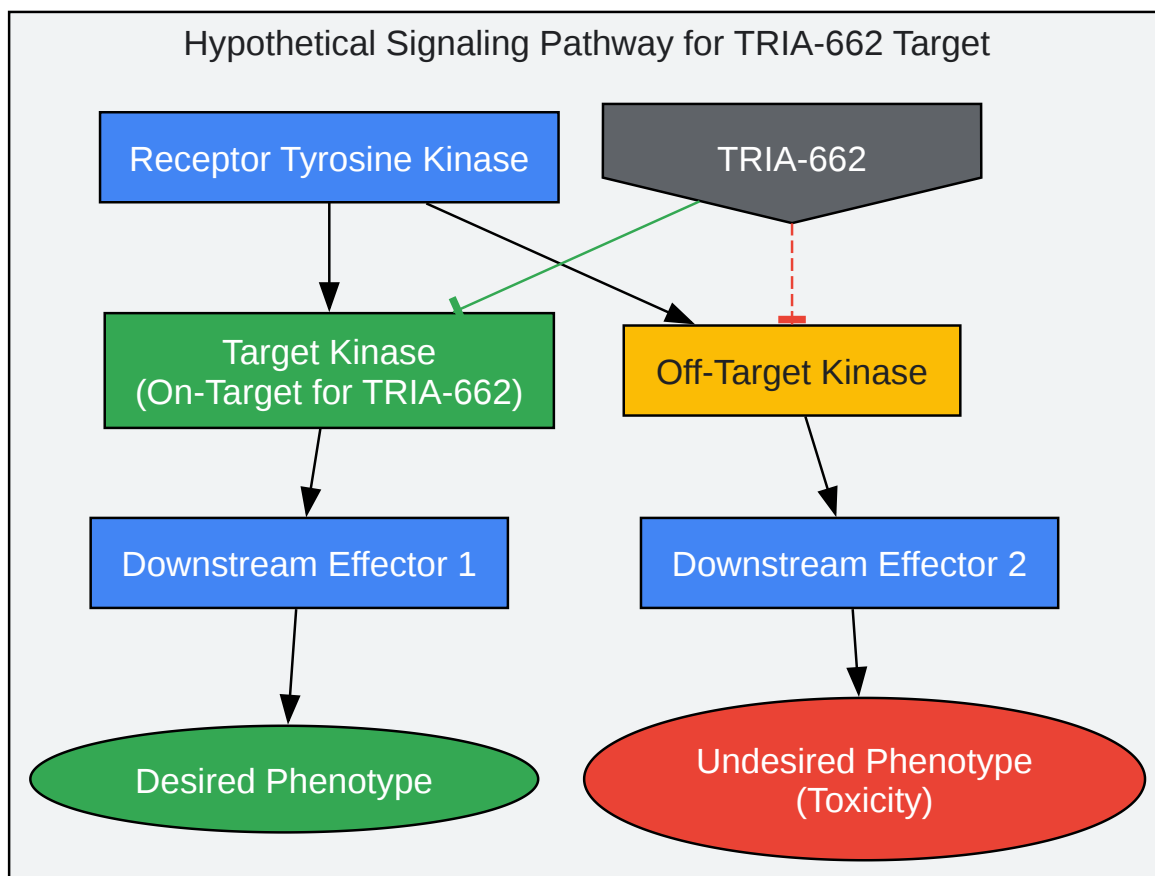 Hypothetical Signaling Pathway for TRIA-662 Target
Receptor Tyrosine Kinase
TRIA-662
Target Kinase
(On-Target for TRIA-662)
Off-Target Kinase
Downstream Effector 1
Downstream Effector 2
Desired Phenotype
Undesired Phenotype
(Toxicity)